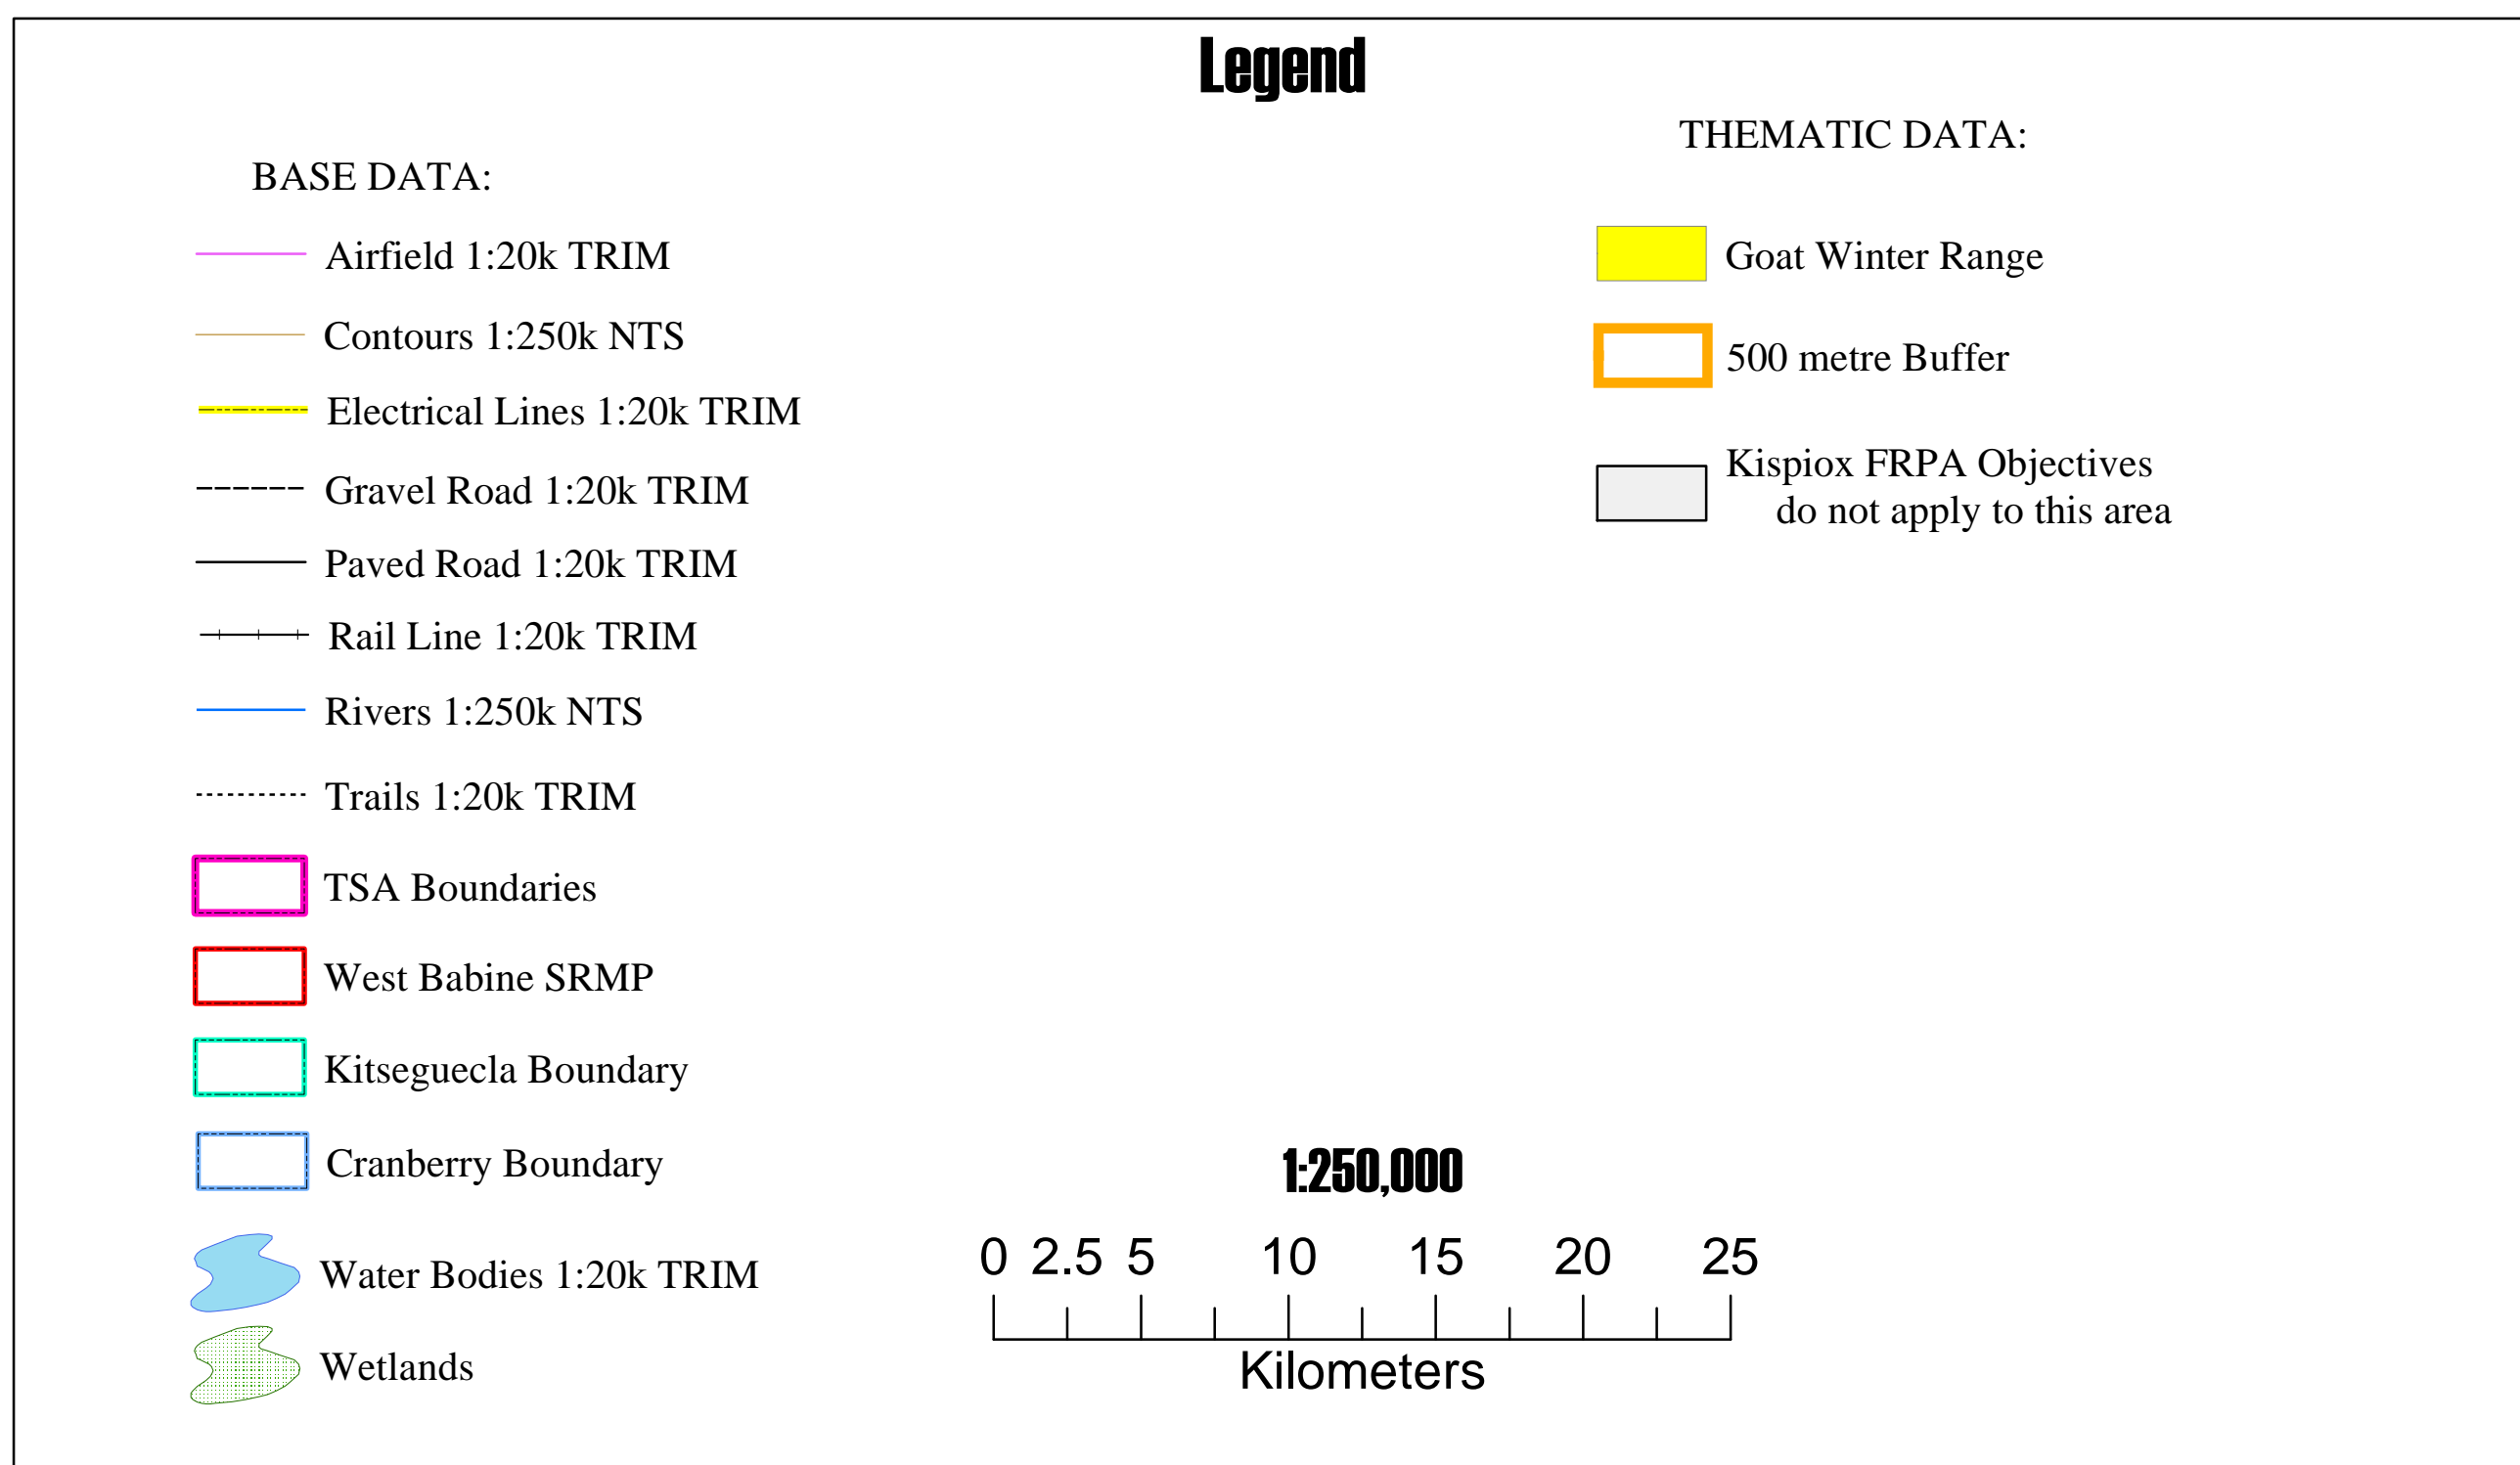 Legend
BASE DATA:
Airfield 1:20k TRIM
Contours 1:250k NTS
Electrical Lines 1:20k TRIM
Gravel Road 1:20k TRIM
Paved Road 1:20k TRIM
Rail Line 1:20k TRIM
Rivers 1:250k NTS
Trails 1:20k TRIM
TSA Boundaries
West Babine SRMP
Kitseguecla Boundary
Cranberry Boundary
Water Bodies 1:20k TRIM
Wetlands
THEMATIC DATA:
Goat Winter Range
500 metre Buffer
Kispiox FRPA Objectives
do not apply to this area
1:250,000
0 2.5 5 10 15 20 25
Kilometers